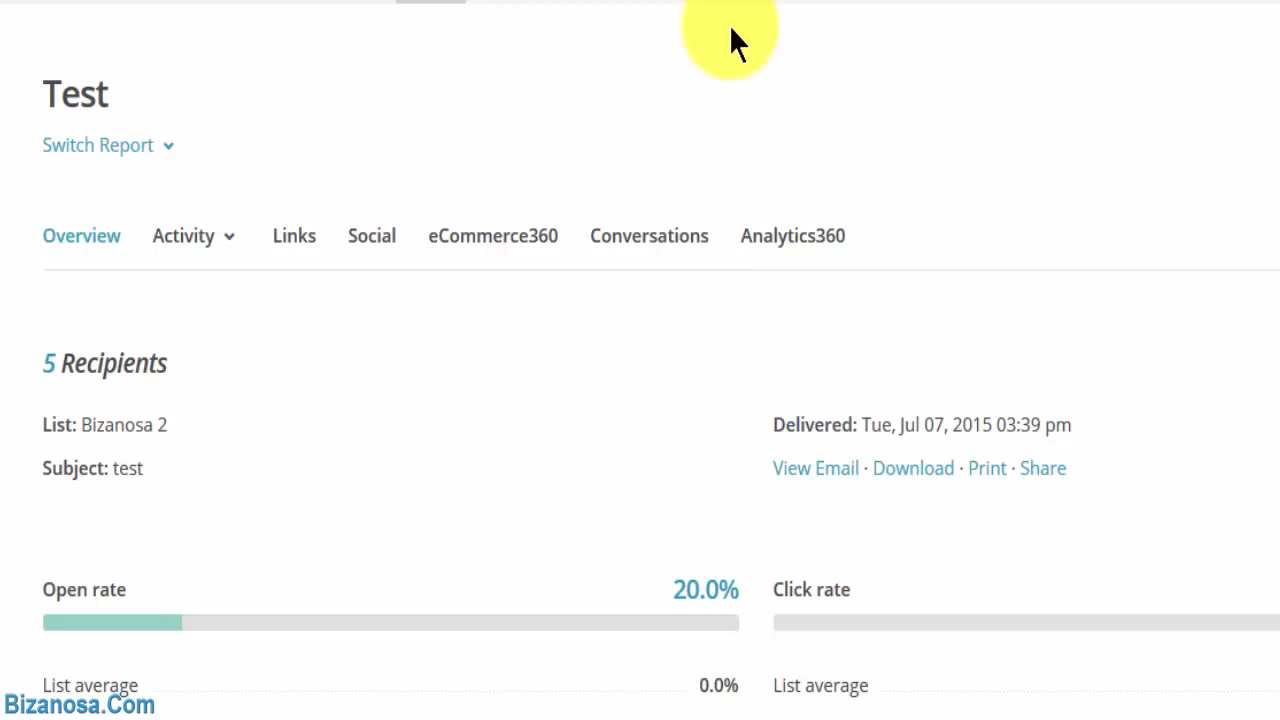 Test
Switch Report
Overview Activity Links Social eCommerce360 Conversations Analytics360
5 Recipients
List: Bizanosa 2
Delivered: Tue, Jul 07, 2015 03:39 pm
Subject: test
View Email · Download · Print · Share
Open rate 20.0%
Click rate
List average 0.0%
List average
Bizanosa.Com